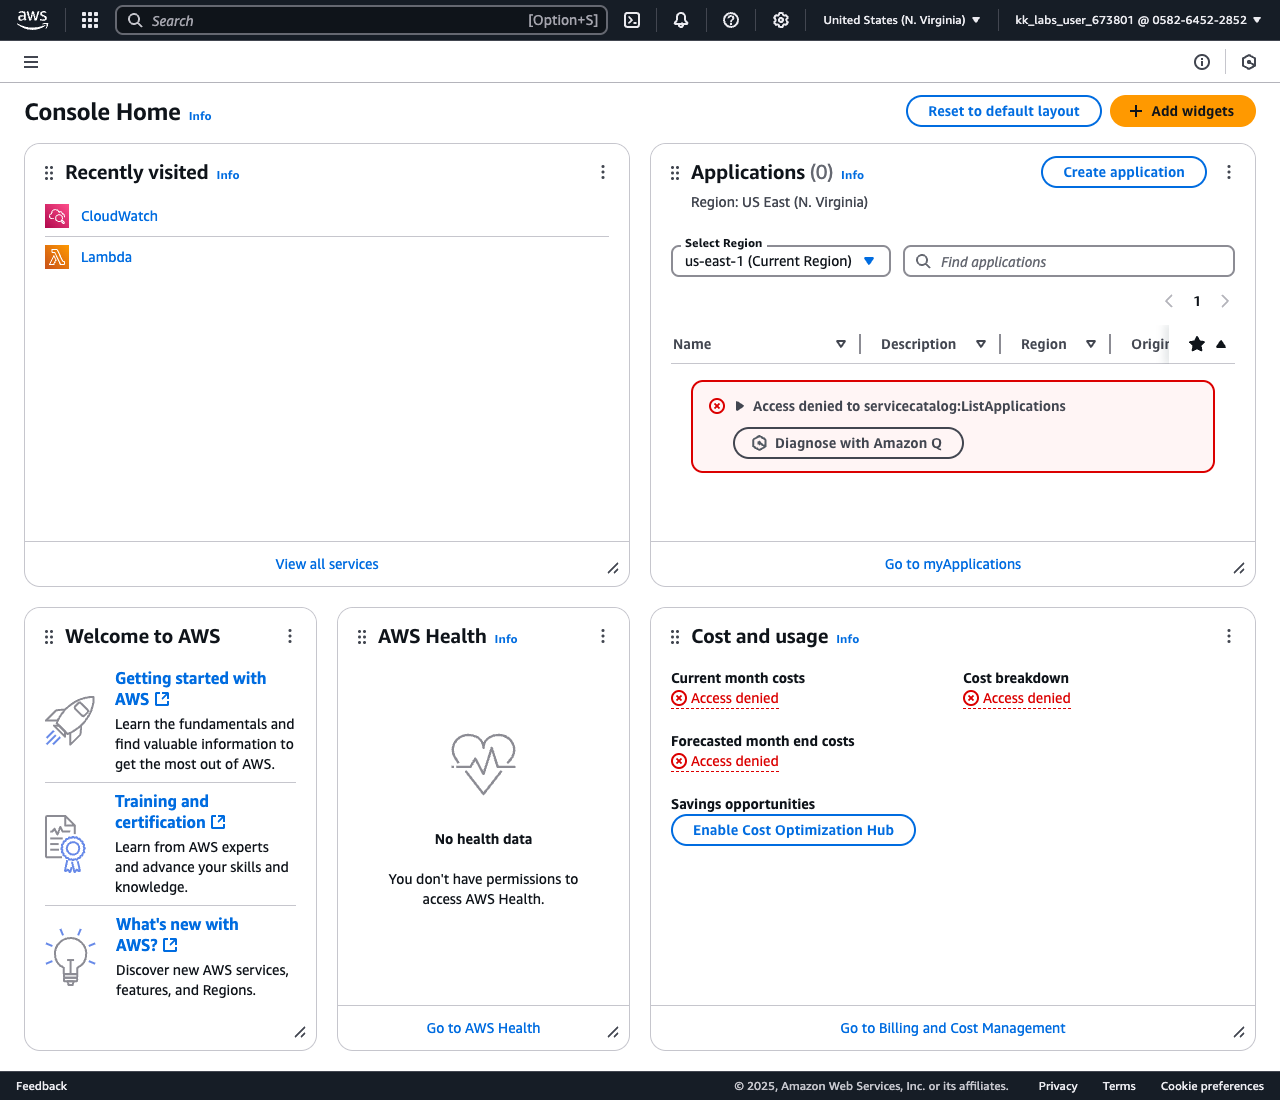 aws
Search [Option+S]
United States (N. Virginia)
kk_labs_user_673801 @ 0582-6452-2852
Console Home Info
Reset to default layout
Add widgets
Recently visited Info
CloudWatch
Lambda
View all services
Applications (0) Info
Create application
Region: US East (N. Virginia)
Select Region
us-east-1 (Current Region)
Find applications
1
Name Description Region Origin
Access denied to servicecatalog:ListApplications
Diagnose with Amazon Q
Go to myApplications
Welcome to AWS
Getting started with
AWS
Learn the fundamentals and
find valuable information to
get the most out of AWS.
Training and
certification
Learn from AWS experts
and advance your skills and
knowledge.
What's new with
AWS?
Discover new AWS services,
features, and Regions.
AWS Health Info
No health data
You don't have permissions to
access AWS Health.
Go to AWS Health
Cost and usage Info
Current month costs
Access denied
Cost breakdown
Access denied
Forecasted month end costs
Access denied
Savings opportunities
Enable Cost Optimization Hub
Go to Billing and Cost Management
Feedback
© 2025, Amazon Web Services, Inc. or its affiliates.
Privacy
Terms
Cookie preferences